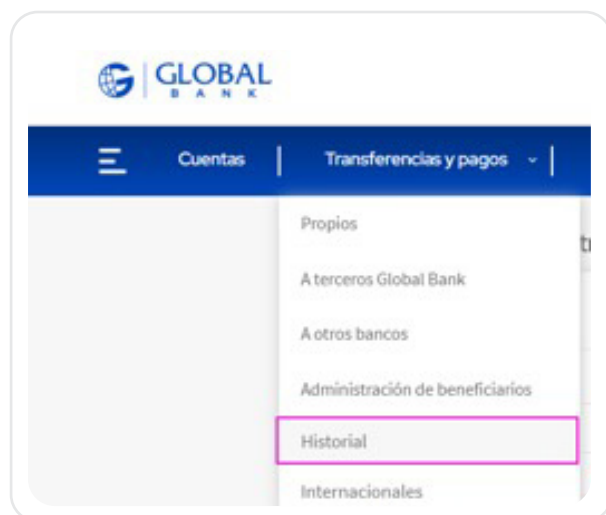 GLOBAL
BANK
Cuentas | Transferencias y pagos
Propios
A terceros Global Bank
A otros bancos
Administración de beneficiarios
Historial
Internacionales